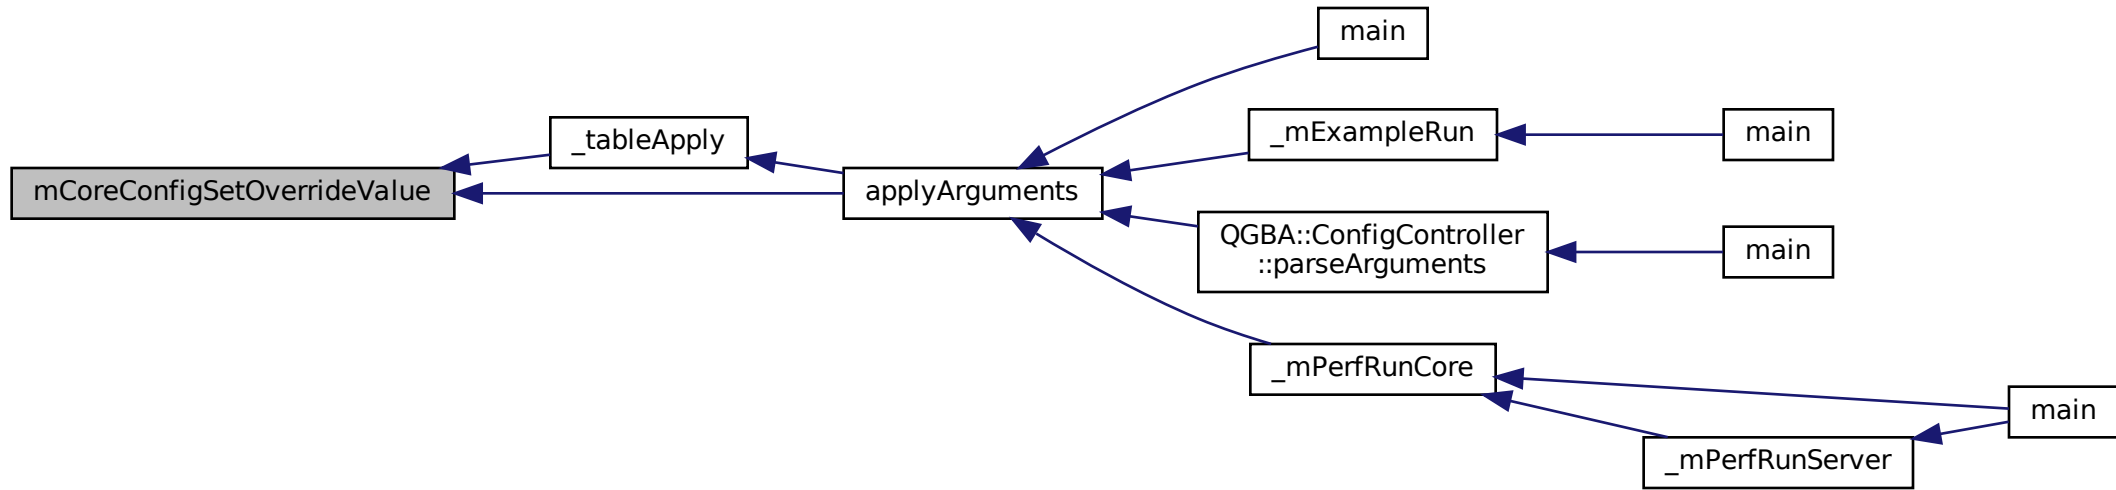 main
_mExampleRun
main
_tableApply
mCoreConfigSetOverrideValue
applyArguments
QGBA::ConfigController
::parseArguments
main
_mPerfRunCore
main
_mPerfRunServer